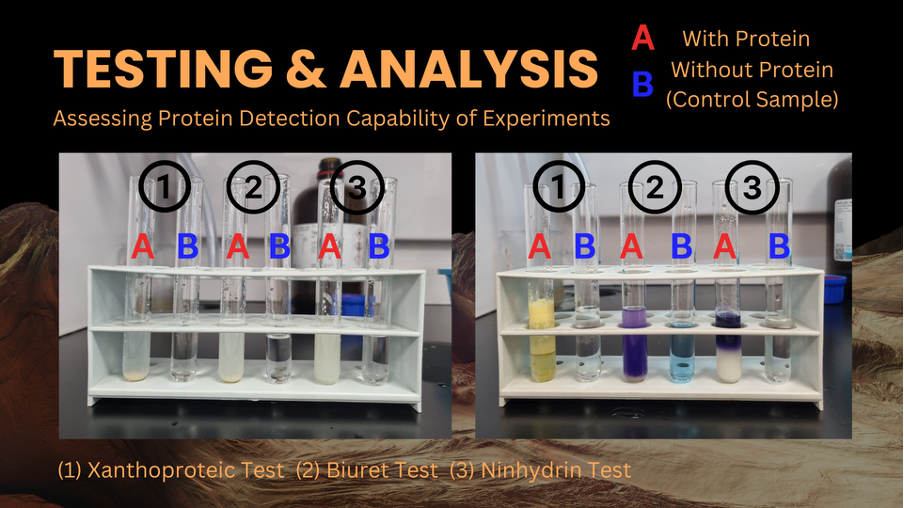 TESTING & ANALYSIS
Assessing Protein Detection Capability of Experiments
A With Protein
B Without Protein
(Control Sample)
1 2 3
A B A B A B
1 2 3
A B A B A B
(1) Xanthoproteic Test (2) Biuret Test (3) Ninhydrin Test